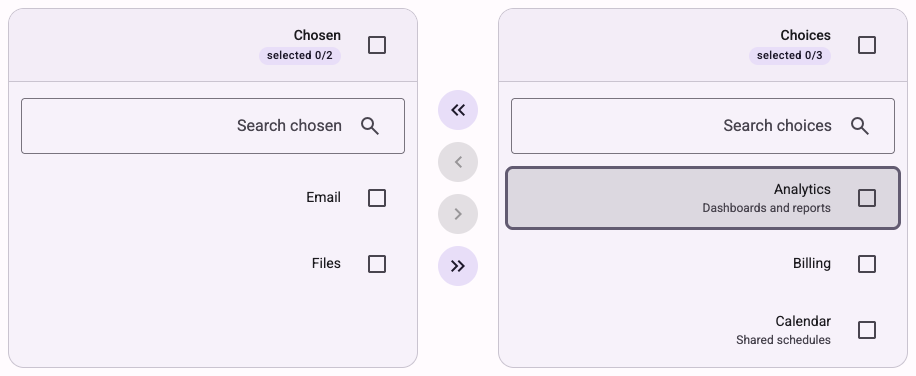 Chosen
selected 0/2
Search chosen
Email
Files
Choices
selected 0/3
Search choices
Analytics
Dashboards and reports
Billing
Calendar
Shared schedules